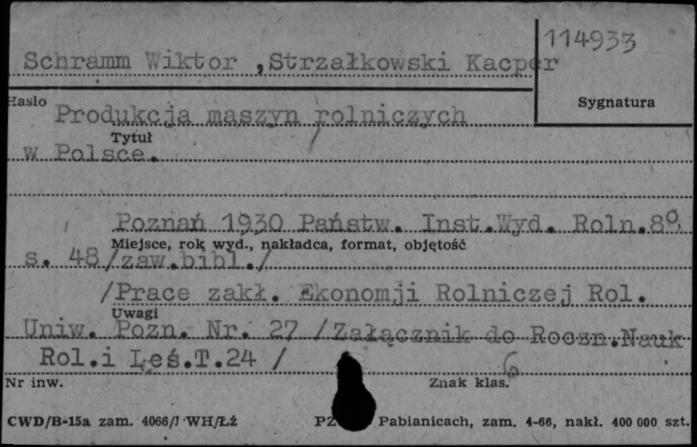 114933
Schramm Wiktor ,Strzałkowski Kacper
Hasło
Sygnatura
Produkcja maszyn rolniczych
Tytuł
w Polsce.
Poznań 1930 Państw. Inst.Wyd. Roln.8°
Miejsce, rok wyd., nakładca, format, objętość
s. 48/zaw.bibl./
/Prace zakł. Ekonomji Rolniczej Rol.
Uwagi
Uniw. Pozn. Nr. 27 /Załącznik do Roczn.Nauk
Rol.i Leś.T.24 /
6
Nr inw.
Znak klas.
CWD/B-15a zam. 4066/ WH/Łż PZ Pabianicach, zam. 4-66, nakł. 400 000 szt.